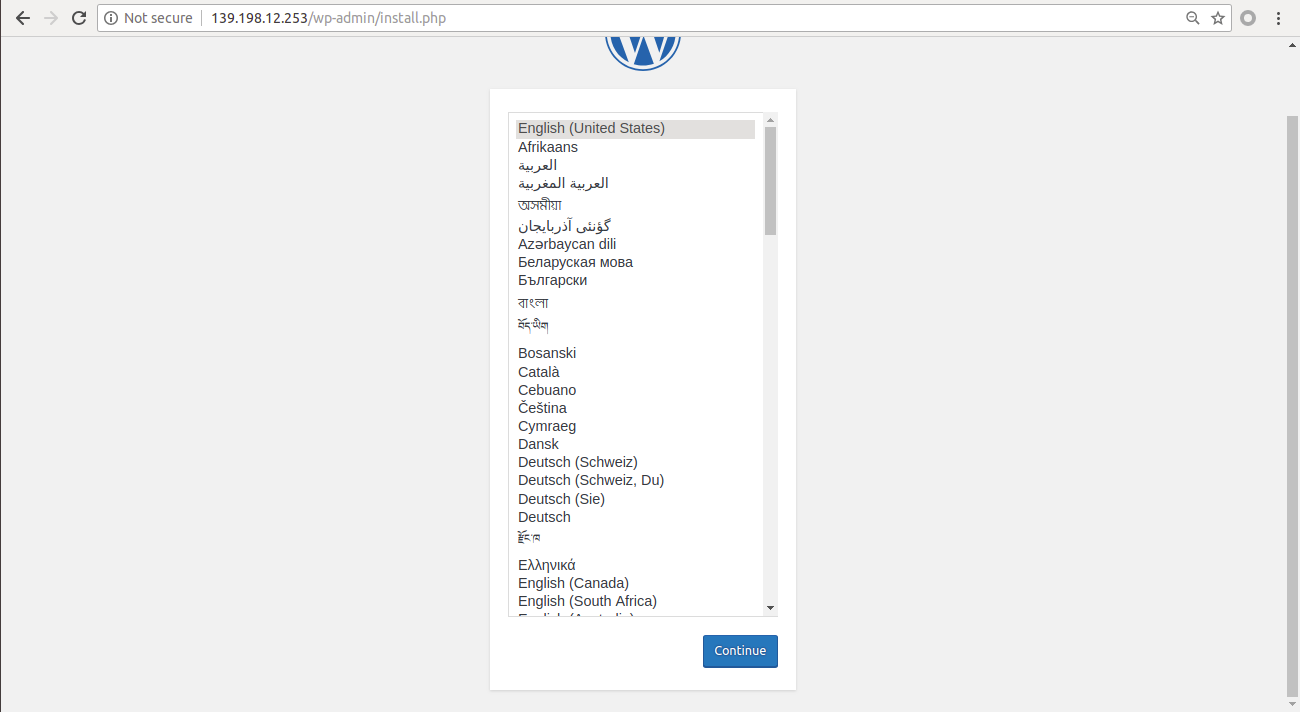 Not secure 139.198.12.253/wp-admin/install.php
English (United States)
Afrikaans
العربية
العربية المغربية
অসমীয়া
گؤنئی آذربایجان
Azərbaycan dili
Беларуская мова
Български
বাংলা
བོད་ཡིག
Bosanski
Català
Cebuano
Čeština
Cymraeg
Dansk
Deutsch (Schweiz)
Deutsch (Schweiz, Du)
Deutsch (Sie)
Deutsch
རྫོང་ཁ
Ελληνικά
English (Canada)
English (South Africa)
Continue